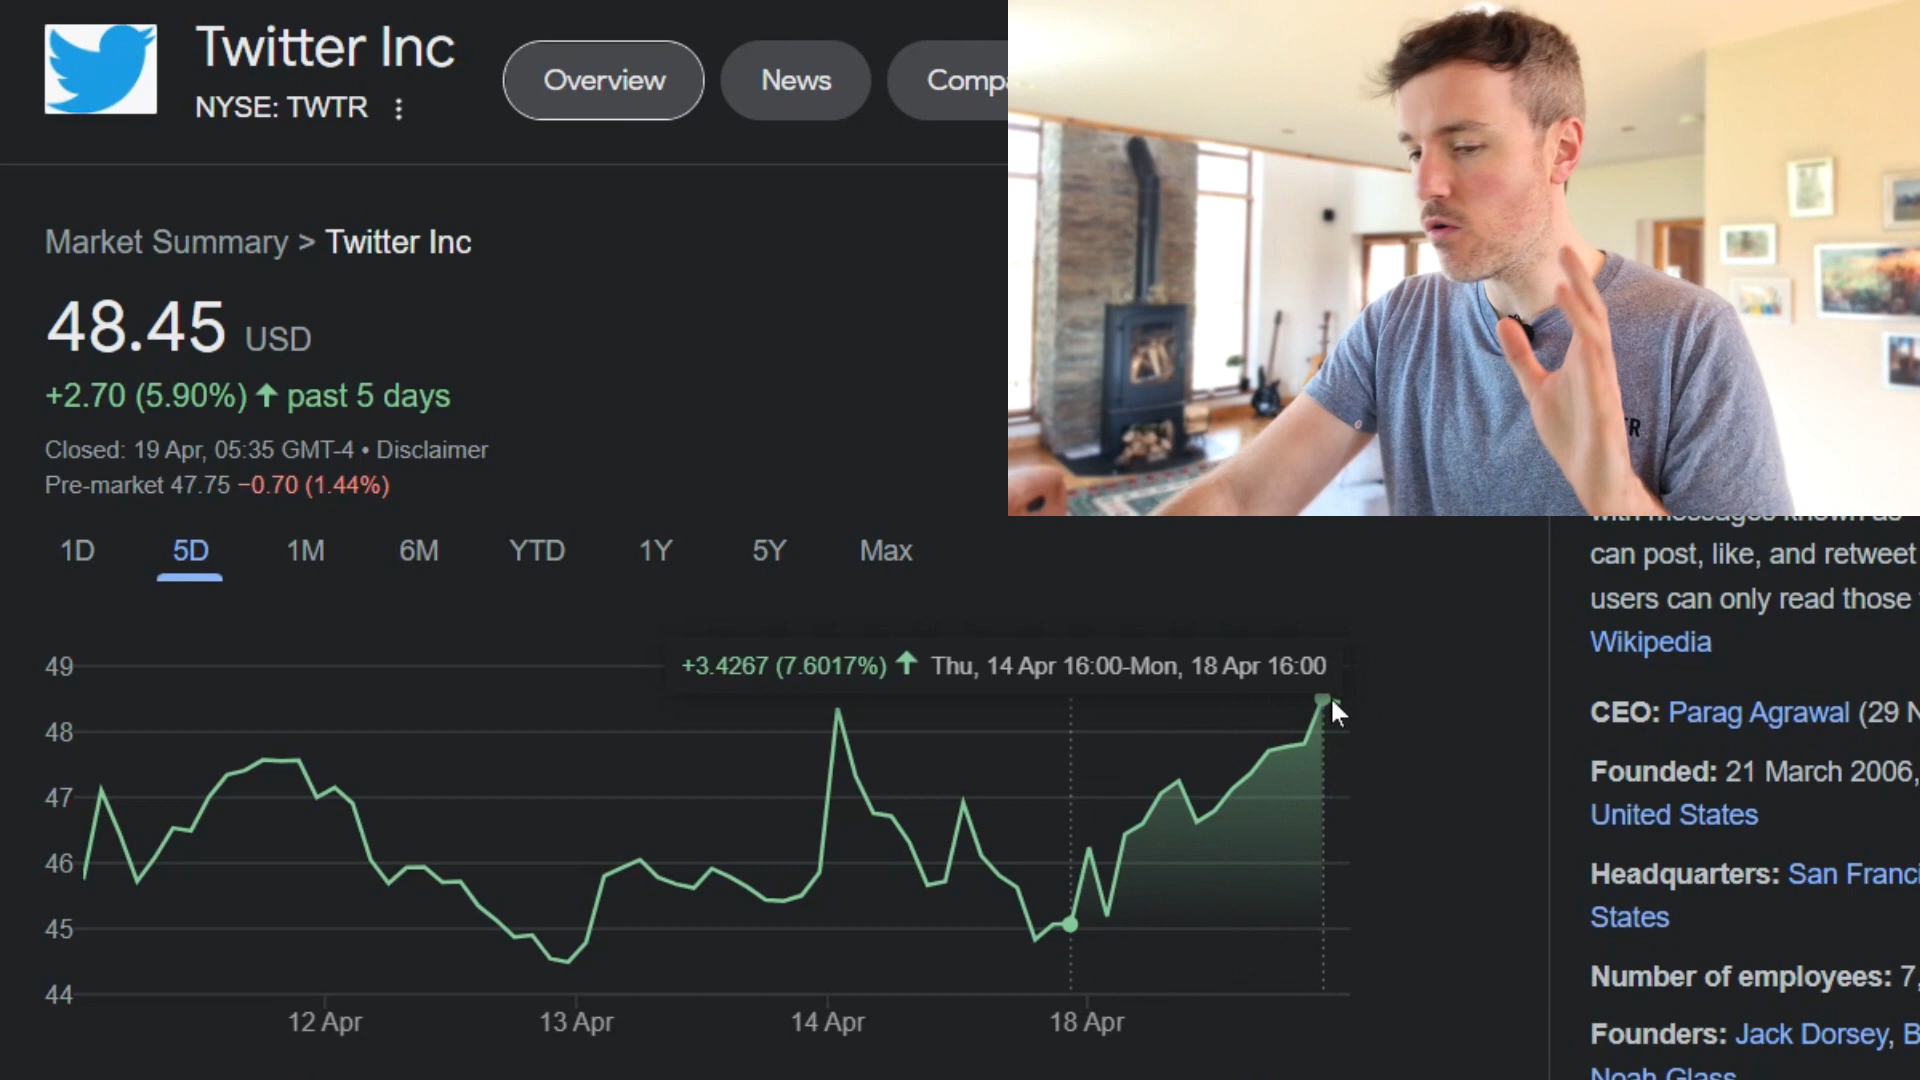 Twitter Inc
NYSE: TWTR
Overview
News
Market Summary > Twitter Inc
48.45 USD
+2.70 (5.90%) ↑ past 5 days
Closed: 19 Apr, 05:35 GMT-4 • Disclaimer
Pre-market 47.75 −0.70 (1.44%)
1D 5D 1M 6M YTD 1Y 5Y Max
+3.4267 (7.6017%) ↑ Thu, 14 Apr 16:00-Mon, 18 Apr 16:00
49
48
47
46
45
44
12 Apr 13 Apr 14 Apr 18 Apr
can post, like, and retweet
users can only read those
Wikipedia
CEO: Parag Agrawal (29 N
Founded: 21 March 2006,
United States
Headquarters: San Franci
States
Number of employees: 7,
Founders: Jack Dorsey, B
Noah Glass